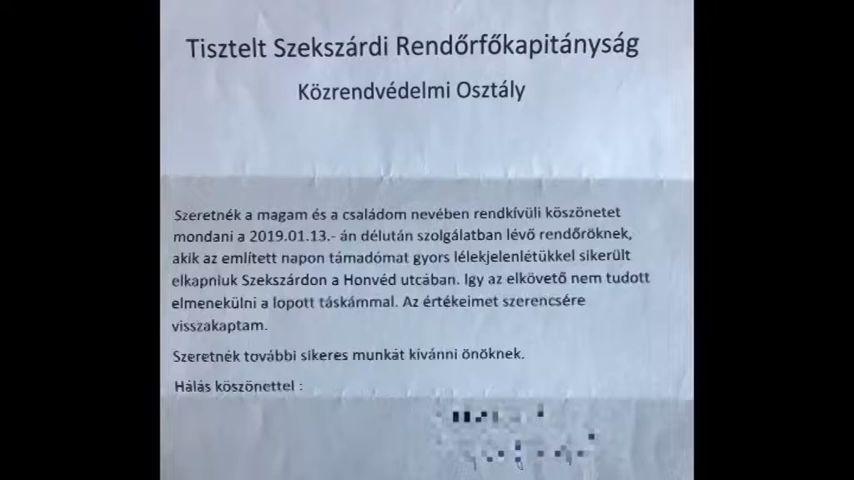 Tisztelt Szekszárdi Rendőrfőkapitányság
Közrendvédelmi Osztály
Szeretnék a magam és a családom nevében rendkívüli köszönetet
mondani a 2019.01.13.- án délután szolgálatban lévő rendőröknek,
akik az említett napon támadómat gyors lélekjelenlétükkel sikerült
elkapniuk Szekszárdon a Honvéd utcában. Igy az elkövető nem tudott
elmenekülni a lopott táskámmal. Az értékeimet szerencsére
visszakaptam.
Szeretnék további sikeres munkát kívánni önöknek.
Hálás köszönettel :